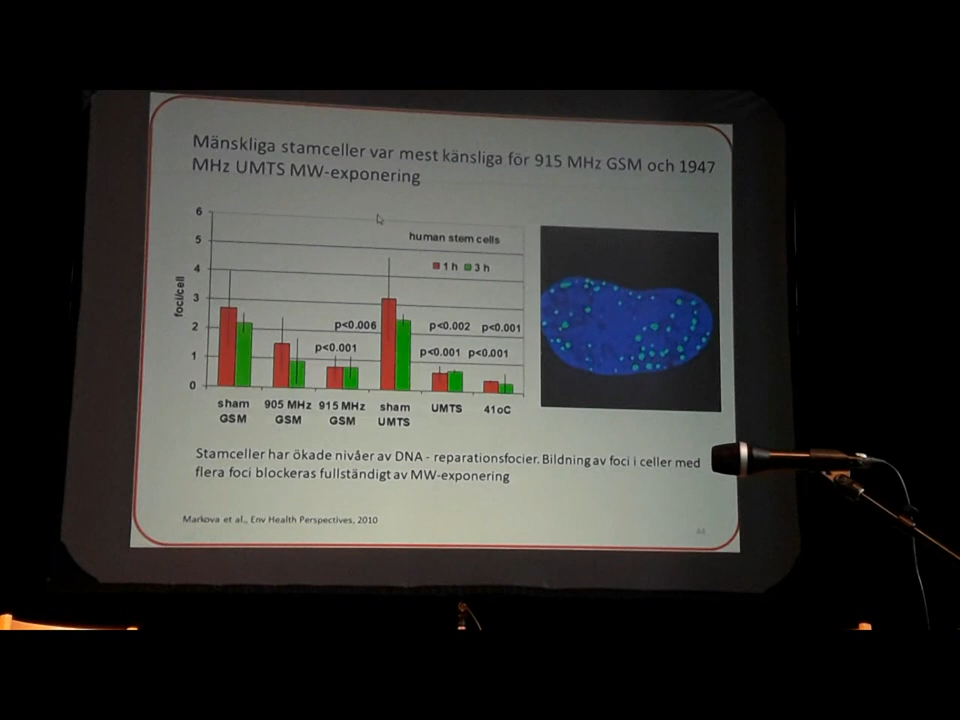 Mänskliga stamceller var mest känsliga för 915 MHz GSM och 1947
MHz UMTS MW-exponering
6
5
4
3
2
1
0
foci/cell
human stem cells
1 h 3 h
p<0.006 p<0.002 p<0.001
p<0.001 p<0.001 p<0.001
sham 905 MHz 915 MHz sham UMTS 41oC
GSM GSM GSM UMTS
Stamceller har ökade nivåer av DNA - reparationsfocier. Bildning av foci i celler med
flera foci blockeras fullständigt av MW-exponering
Markova et al., Env Health Perspectives, 2010
44